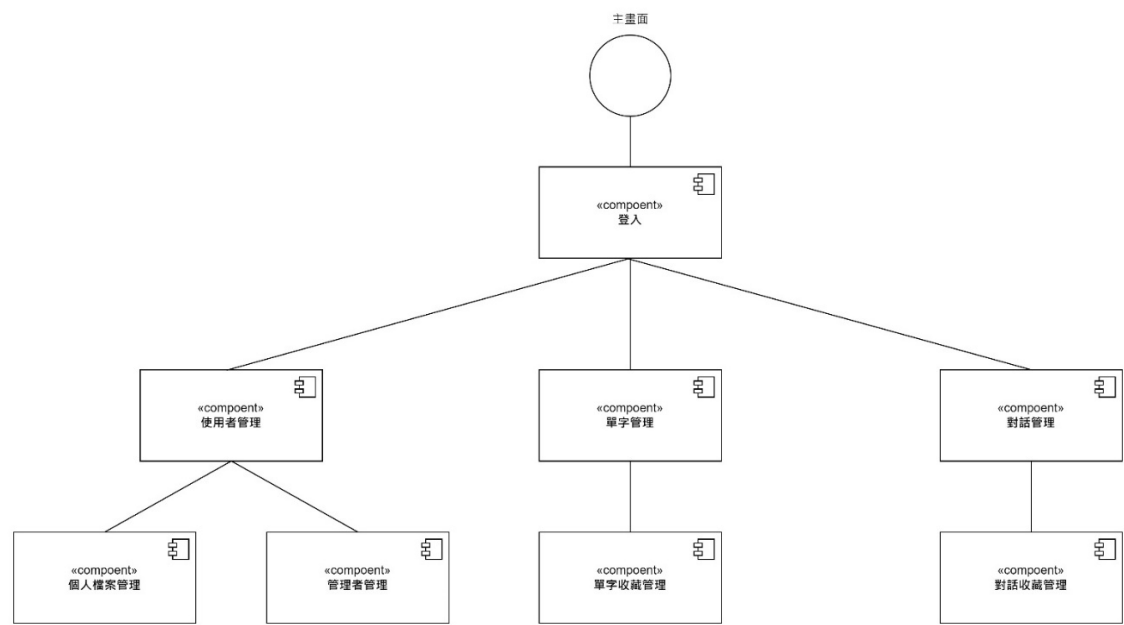 主畫面
«compoent»
登入
«compoent»
使用者管理
«compoent»
單字管理
«compoent»
對話管理
«compoent»
個人檔案管理
«compoent»
管理者管理
«compoent»
單字收藏管理
«compoent»
對話收藏管理